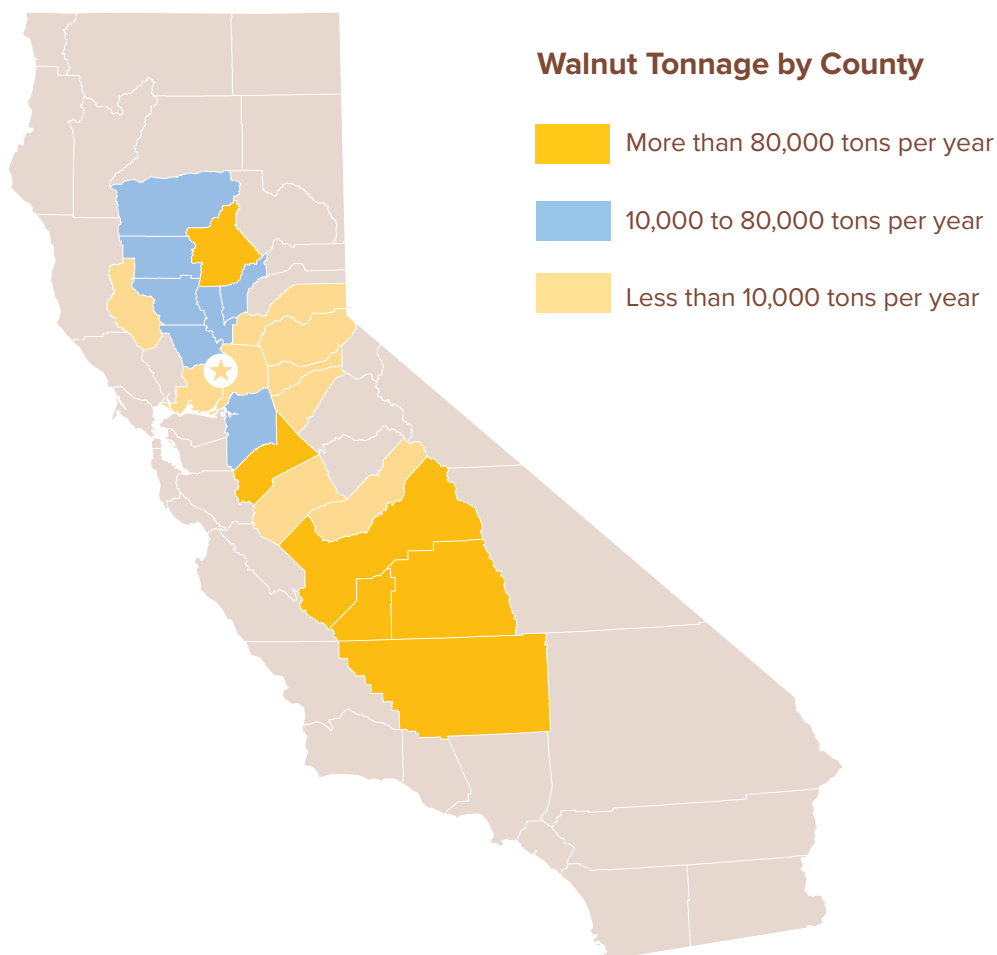 Walnut Tonnage by County
More than 80,000 tons per year
10,000 to 80,000 tons per year
Less than 10,000 tons per year